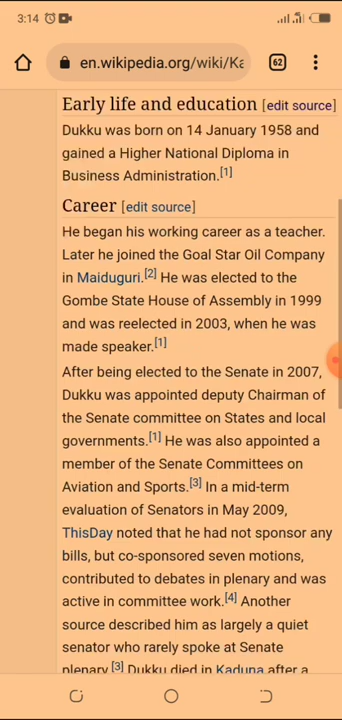 3:14
en.wikipedia.org/wiki/Ka
62
Early life and education [edit source]
Dukku was born on 14 January 1958 and
gained a Higher National Diploma in
Business Administration.[1]
Career [edit source]
He began his working career as a teacher.
Later he joined the Goal Star Oil Company
in Maiduguri.[2] He was elected to the
Gombe State House of Assembly in 1999
and was reelected in 2003, when he was
made speaker.[1]
After being elected to the Senate in 2007,
Dukku was appointed deputy Chairman of
the Senate committee on States and local
governments.[1] He was also appointed a
member of the Senate Committees on
Aviation and Sports.[3] In a mid-term
evaluation of Senators in May 2009,
ThisDay noted that he had not sponsor any
bills, but co-sponsored seven motions,
contributed to debates in plenary and was
active in committee work.[4] Another
source described him as largely a quiet
senator who rarely spoke at Senate
plenary.[3] Dukku died in Kaduna after a